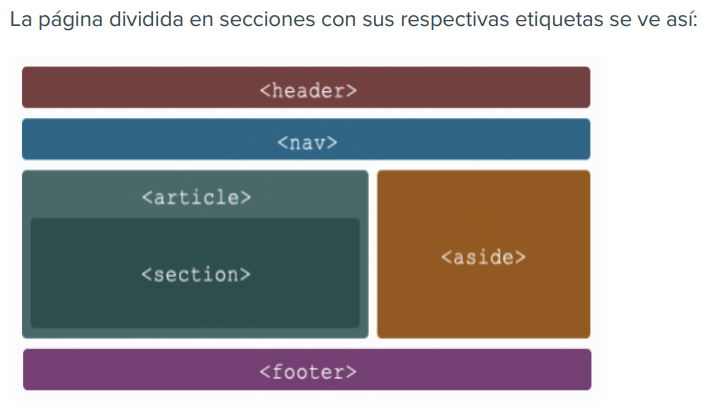 La página dividida en secciones con sus respectivas etiquetas se ve así:
<header>
<nav>
<article>
<section>
<aside>
<footer>